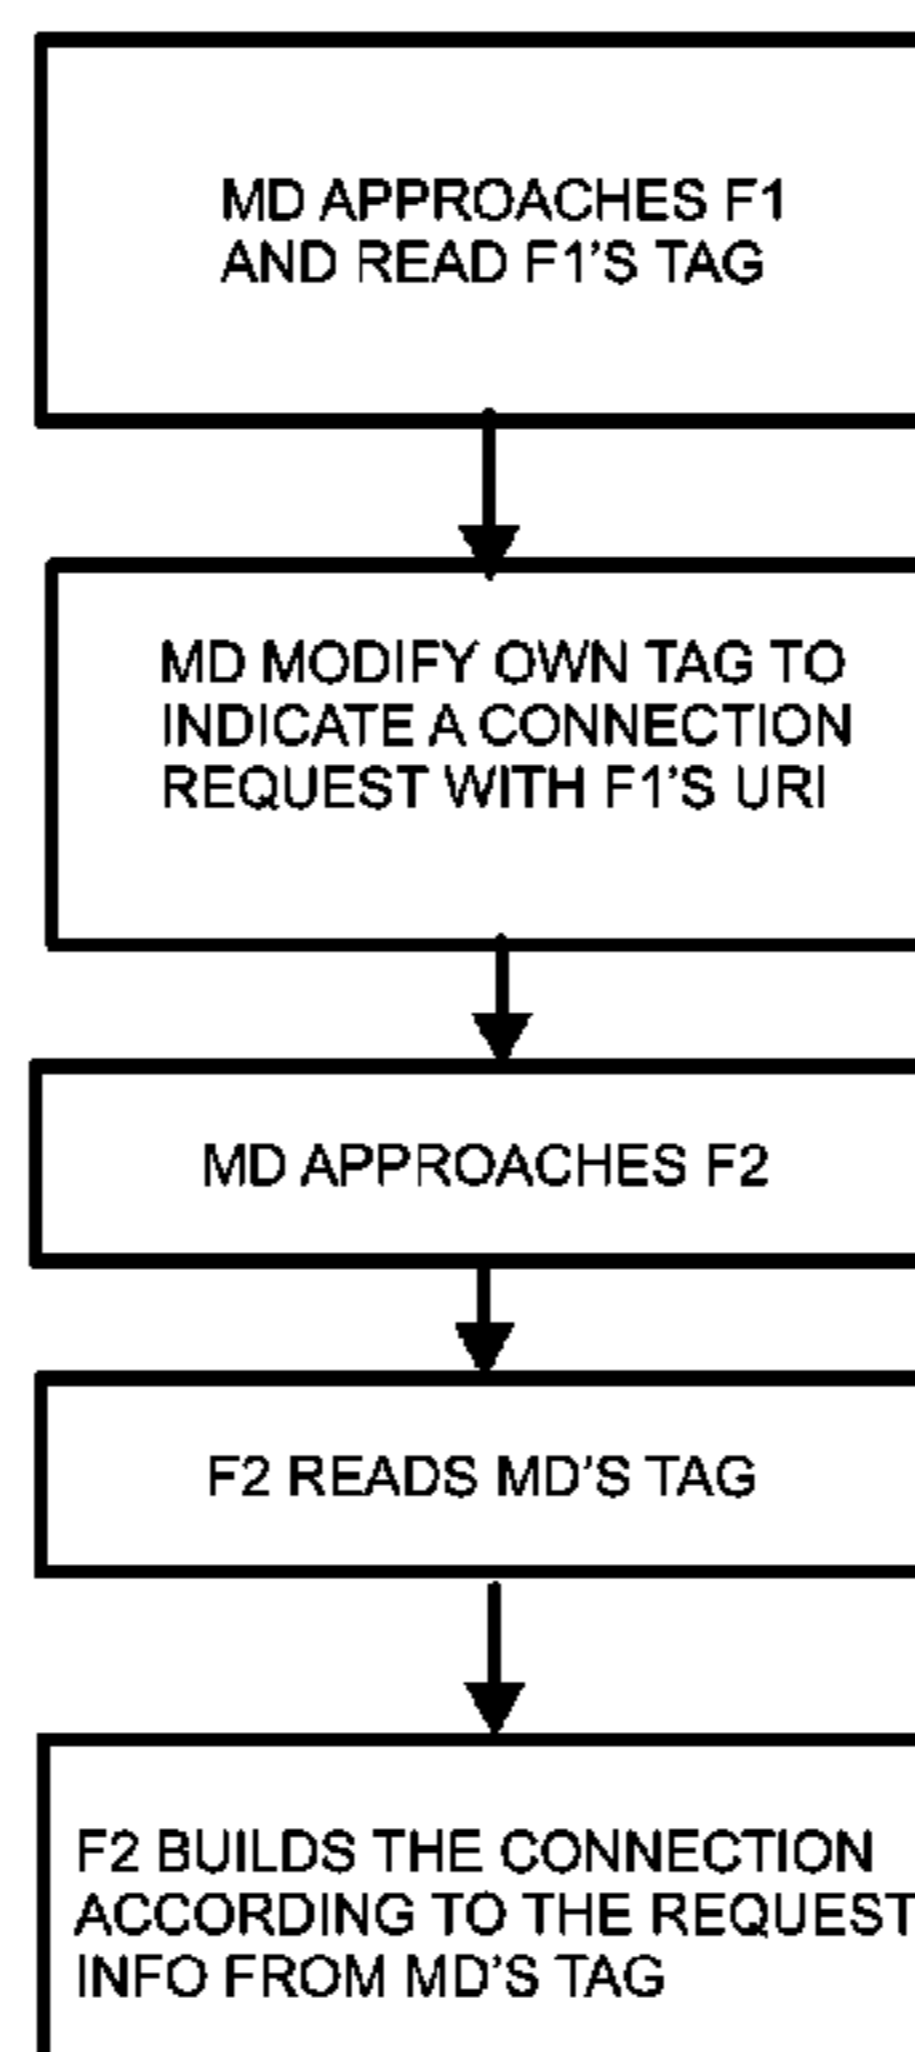 MD APPROACHES F1
AND READ F1'S TAG
MD MODIFY OWN TAG TO
INDICATE A CONNECTION
REQUEST WITH F1'S URI
MD APPROACHES F2
F2 READS MD'S TAG
F2 BUILDS THE CONNECTION
ACCORDING TO THE REQUEST
INFO FROM MD'S TAG